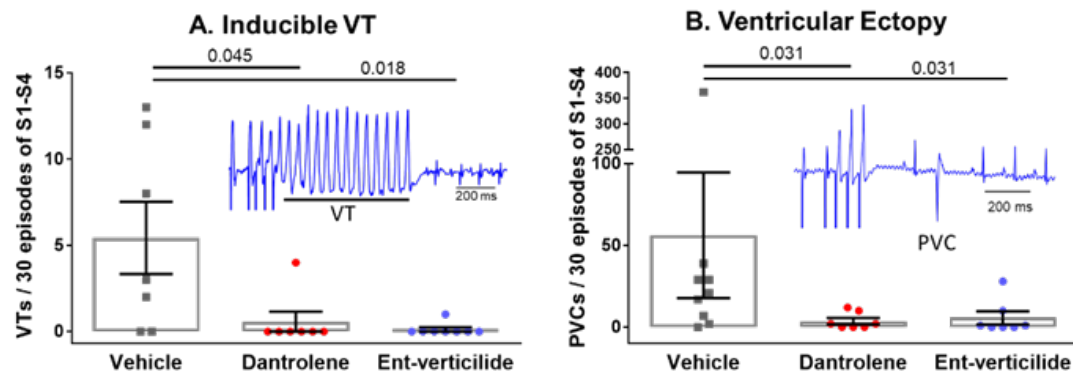 A. Inducible VT
0.045
0.018
VTs / 30 episodes of S1-S4
15
10
5
0
VT
200 ms
Vehicle
Dantrolene
Ent-verticilide
B. Ventricular Ectopy
0.031
0.031
PVCs / 30 episodes of S1-S4
400
350
300
250
100
50
0
PVC
200 ms
Vehicle
Dantrolene
Ent-verticilide